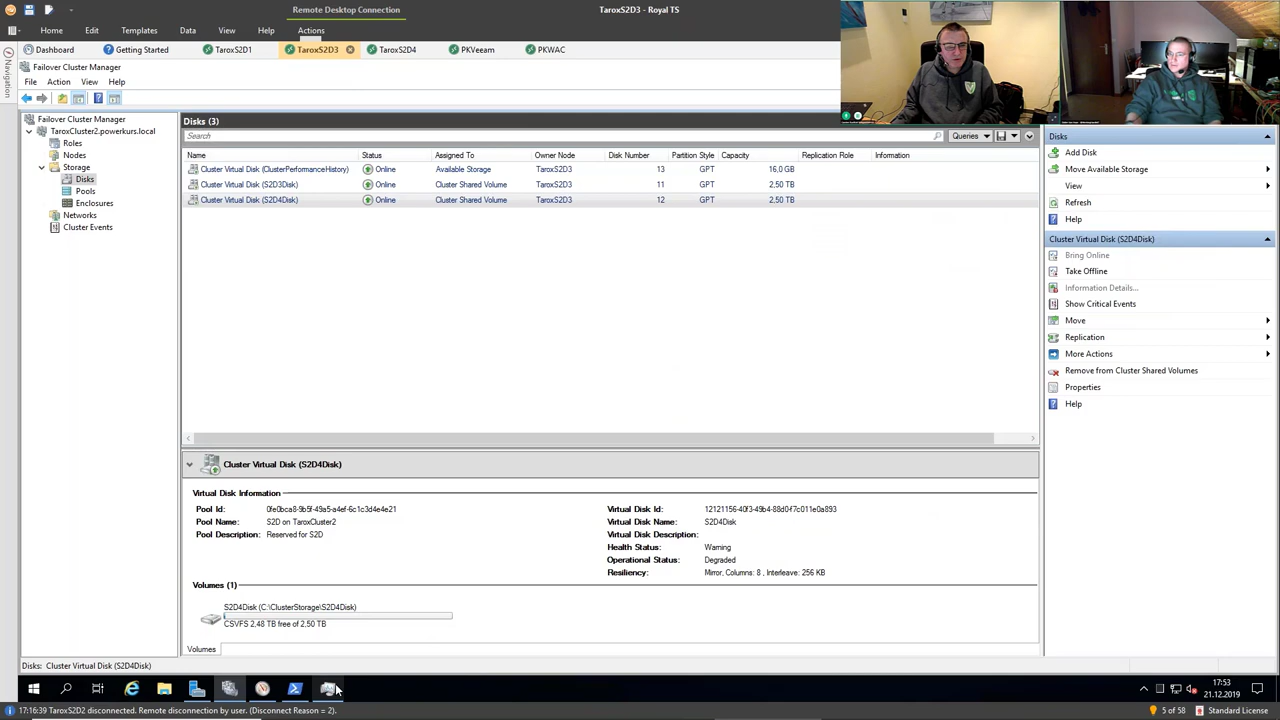 Remote Desktop Connection
TaroxS2D3 - Royal TS
Home Edit Templates Data View Help Actions
Dashboard Getting Started TaroxS2D1 TaroxS2D3 TaroxS2D4 PKVeeam PKWAC
Navigation
Failover Cluster Manager
File Action View Help
Failover Cluster Manager
TaroxCluster2.powerkurs.local
Roles
Nodes
Storage
Disks
Pools
Enclosures
Networks
Cluster Events
Disks (3)
Search
Queries
Name Status Assigned To Owner Node Disk Number Partition Style Capacity Replication Role Information
Cluster Virtual Disk (ClusterPerformanceHistory) Online Available Storage TaroxS2D3 13 GPT 16,0 GB
Cluster Virtual Disk (S2D3Disk) Online Cluster Shared Volume TaroxS2D3 11 GPT 2,50 TB
Cluster Virtual Disk (S2D4Disk) Online Cluster Shared Volume TaroxS2D3 12 GPT 2,50 TB
Cluster Virtual Disk (S2D4Disk)
Virtual Disk Information
Pool Id: 0fe0bca8-9b5f-49a5-a4ef-6c1c3d4e4e21
Pool Name: S2D on TaroxCluster2
Pool Description: Reserved for S2D
Virtual Disk Id: 12121156-40f3-49b4-88d0-f7c011e0a893
Virtual Disk Name: S2D4Disk
Virtual Disk Description:
Health Status: Warning
Operational Status: Degraded
Resiliency: Mirror, Columns: 8 , Interleave: 256 KB
Volumes (1)
S2D4Disk (C:\ClusterStorage\S2D4Disk)
CSVFS 2,48 TB free of 2,50 TB
Volumes
Disks
Add Disk
Move Available Storage
View
Refresh
Help
Cluster Virtual Disk (S2D4Disk)
Bring Online
Take Offline
Information Details...
Show Critical Events
Move
Replication
More Actions
Remove from Cluster Shared Volumes
Properties
Help
Disks: Cluster Virtual Disk (S2D4Disk)
17:53
21.12.2019
17:16:39 TaroxS2D2 disconnected. Remote disconnection by user. (Disconnect Reason = 2).
5 of 58 Standard License